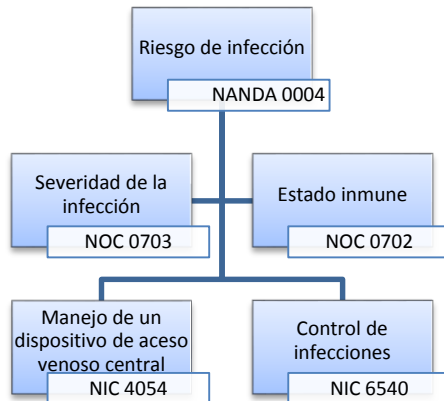 Riesgo de infección
NANDA 0004
Severidad de la
infección
NOC 0703
Estado inmune
NOC 0702
Manejo de un
dispositivo de aceso
venoso central
NIC 4054
Control de
infecciones
NIC 6540